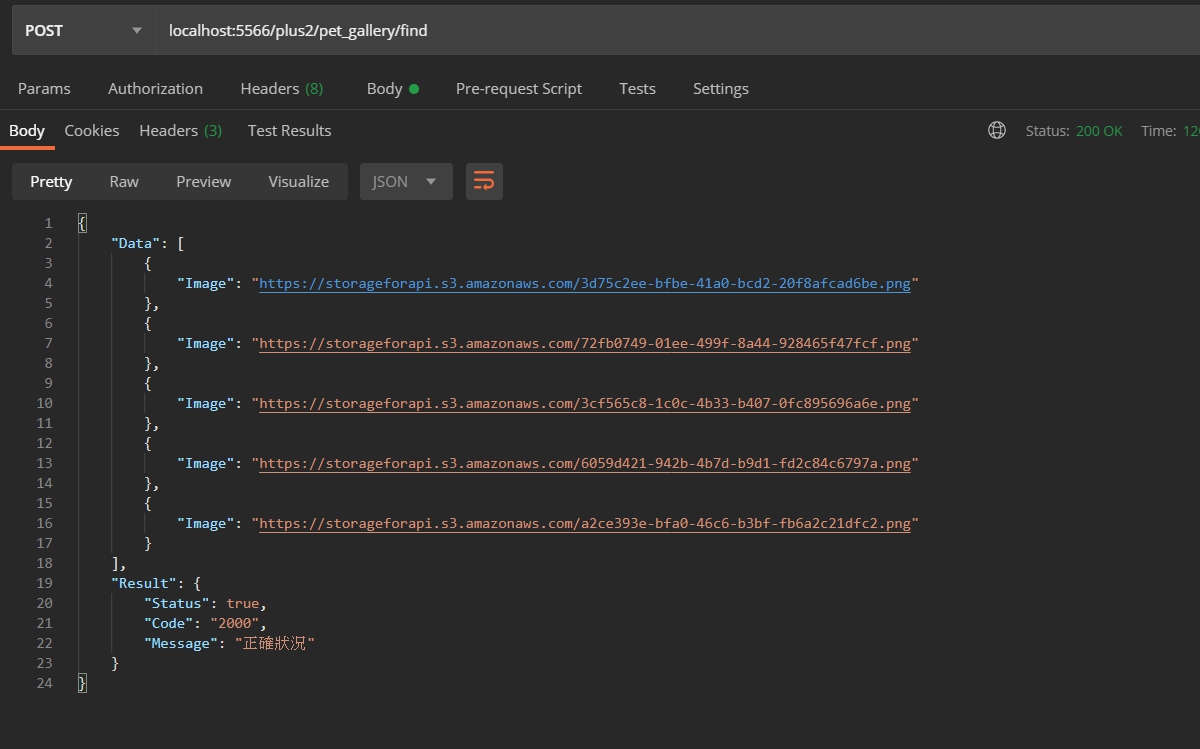 POST localhost:5566/plus2/pet_gallery/find
Params Authorization Headers (8) Body Pre-request Script Tests Settings
Body Cookies Headers (3) Test Results Status: 200 OK Time:
Pretty Raw Preview Visualize JSON
1 {
2 "Data": [
3 {
4 "Image": "https://storageforapi.s3.amazonaws.com/3d75c2ee-bfbe-41a0-bcd2-20f8afcad6be.png"
5 },
6 {
7 "Image": "https://storageforapi.s3.amazonaws.com/72fb0749-01ee-499f-8a44-928465f47fcf.png"
8 },
9 {
10 "Image": "https://storageforapi.s3.amazonaws.com/3cf565c8-1c0c-4b33-b407-0fc895696a6e.png"
11 },
12 {
13 "Image": "https://storageforapi.s3.amazonaws.com/6059d421-942b-4b7d-b9d1-fd2c84c6797a.png"
14 },
15 {
16 "Image": "https://storageforapi.s3.amazonaws.com/a2ce393e-bfa0-46c6-b3bf-fb6a2c21dfc2.png"
17 }
18 ],
19 "Result": {
20 "Status": true,
21 "Code": "2000",
22 "Message": "正確狀況"
23 }
24 }